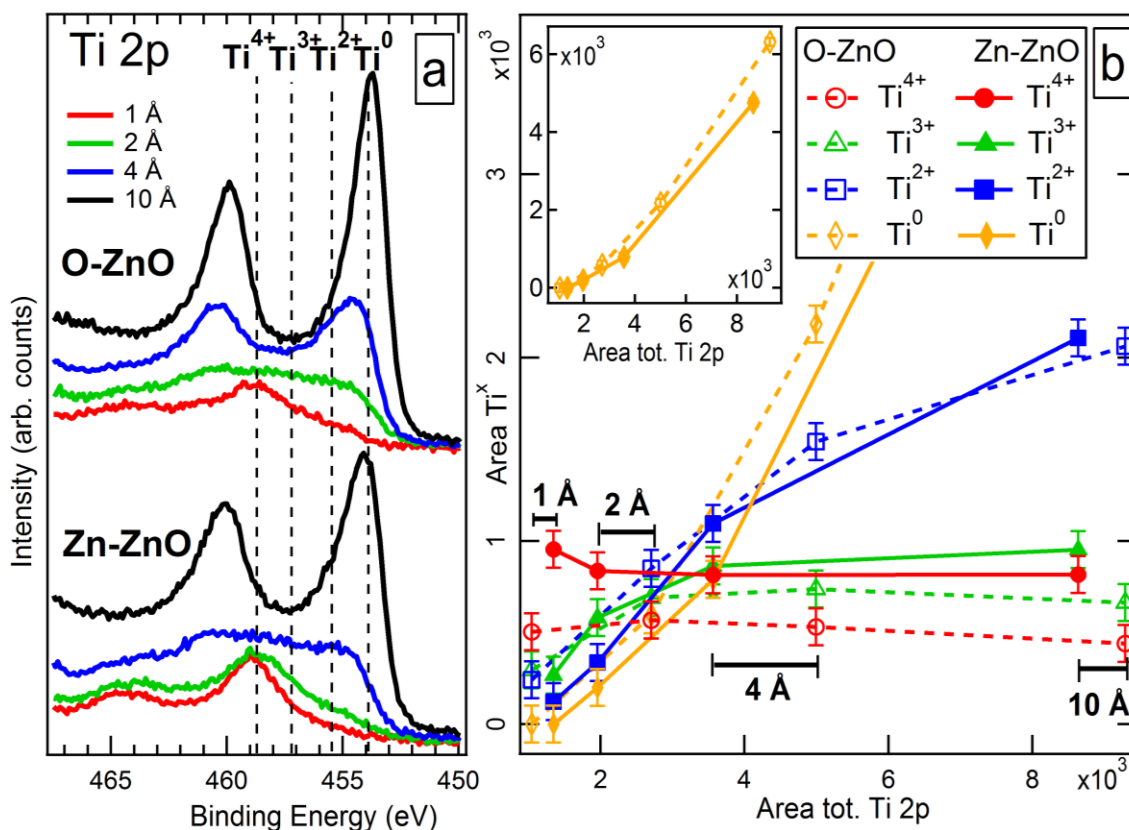 Ti 2p
Ti4+ Ti3+ Ti2+ Ti0
a
1 Å
2 Å
4 Å
10 Å
O-ZnO
Zn-ZnO
Intensity (arb. counts)
465 460 455 450
Binding Energy (eV)
b
O-ZnO Zn-ZnO
Ti4+ Ti4+
Ti3+ Ti3+
Ti2+ Ti2+
Ti0 Ti0
x10³
6
4
2
0
x10³
2 4 6 8
Area tot. Ti 2p
x10³
3
2
1
0
Area Tiˣ
1 Å
2 Å
4 Å
10 Å
2 4 6 8 x10³
Area tot. Ti 2p